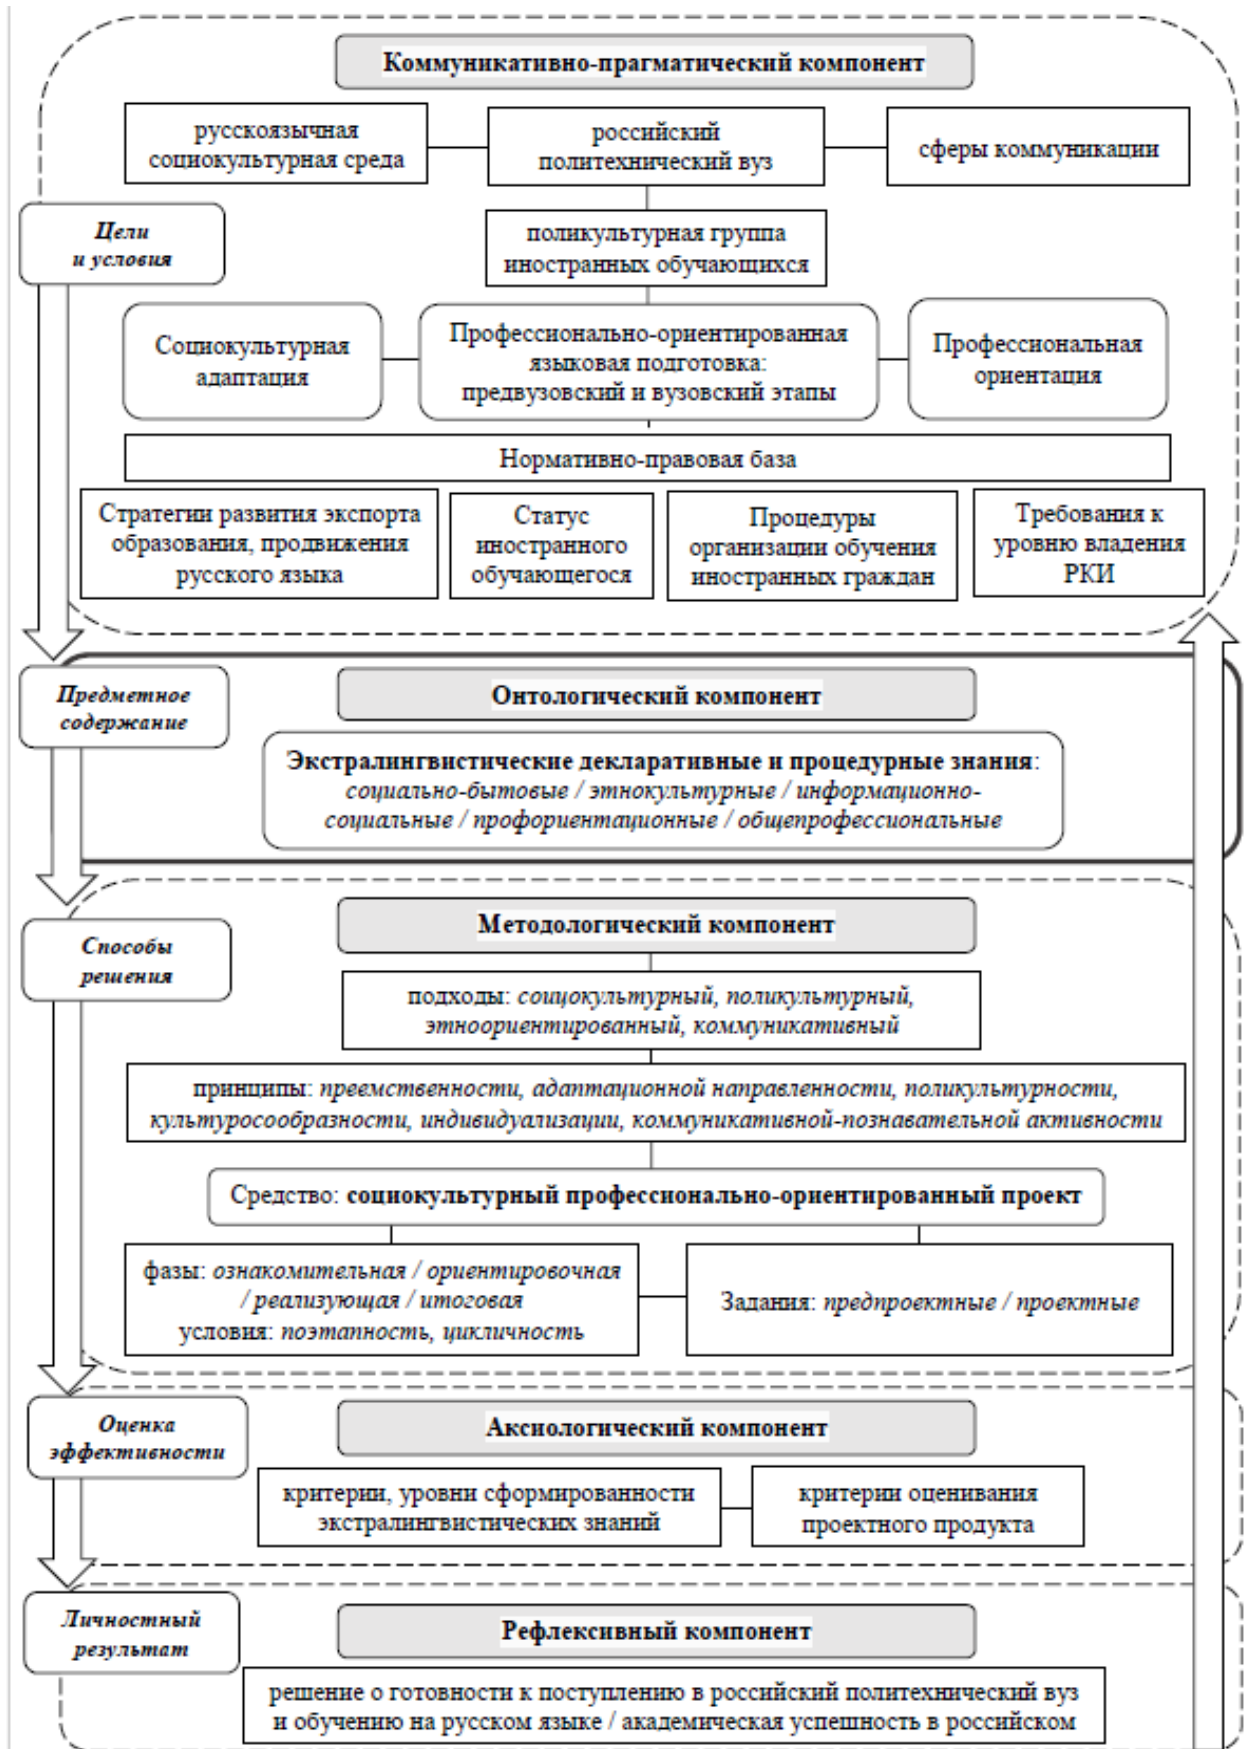 Коммуникативно-прагматический компонент
русскоязычная
социокультурная среда
российский
политехнический вуз
сферы коммуникации
Цели
и условия
поликультурная группа
иностранных обучающихся
Социокультурная
адаптация
Профессионально-ориентированная
языковая подготовка:
предвузовский и вузовский этапы
Профессиональная
ориентация
Нормативно-правовая база
Стратегии развития экспорта
образования, продвижения
русского языка
Статус
иностранного
обучающегося
Процедуры
организации обучения
иностранных граждан
Требования к
уровню владения
РКИ
Предметное
содержание
Онтологический компонент
Экстралингвистические декларативные и процедурные знания:
социально-бытовые / этнокультурные / информационно-
социальные / профориентационные / общепрофессиональные
Способы
решения
Методологический компонент
подходы: соицокультурный, поликультурный,
этноориентированный, коммуникативный
принципы: преемственности, адаптационной направленности, поликультурности,
культуросообразности, индивидуализации, коммуникативной-познавательной активности
Средство: социокультурный профессионально-ориентированный проект
фазы: ознакомительная / ориентировочная
/ реализующая / итоговая
условия: поэтапность, цикличность
Задания: предпроектные / проектные
Оценка
эффективности
Аксиологический компонент
критерии, уровни сформированности
экстралингвистических знаний
критерии оценивания
проектного продукта
Личностный
результат
Рефлексивный компонент
решение о готовности к поступлению в российский политехнический вуз
и обучению на русском языке / академическая успешность в российском